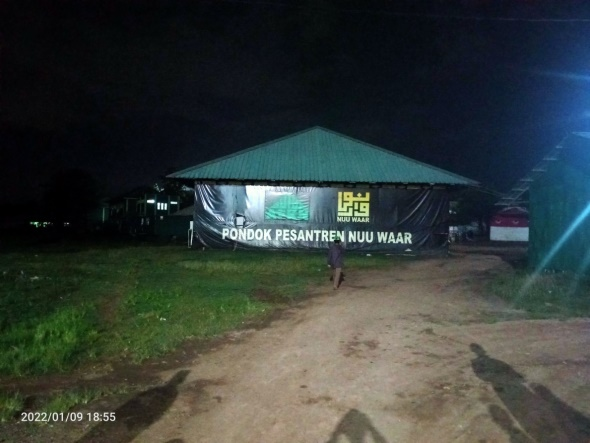 NUU WAAR
PONDOK PESANTREN NUU WAAR
2022/01/09 18:55